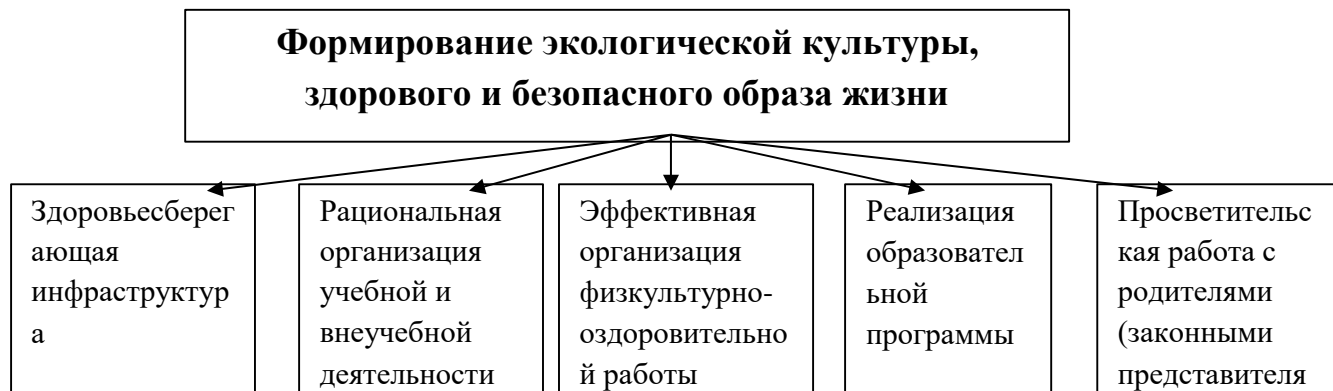 Формирование экологической культуры,
здорового и безопасного образа жизни
Здоровьесберег
ающая
инфраструктур
а
Рациональная
организация
учебной и
внеучебной
деятельности
Эффективная
организация
физкультурно-
оздоровительно
й работы
Реализация
образовател
ьной
программы
Просветительс
кая работа с
родителями
(законными
представителя